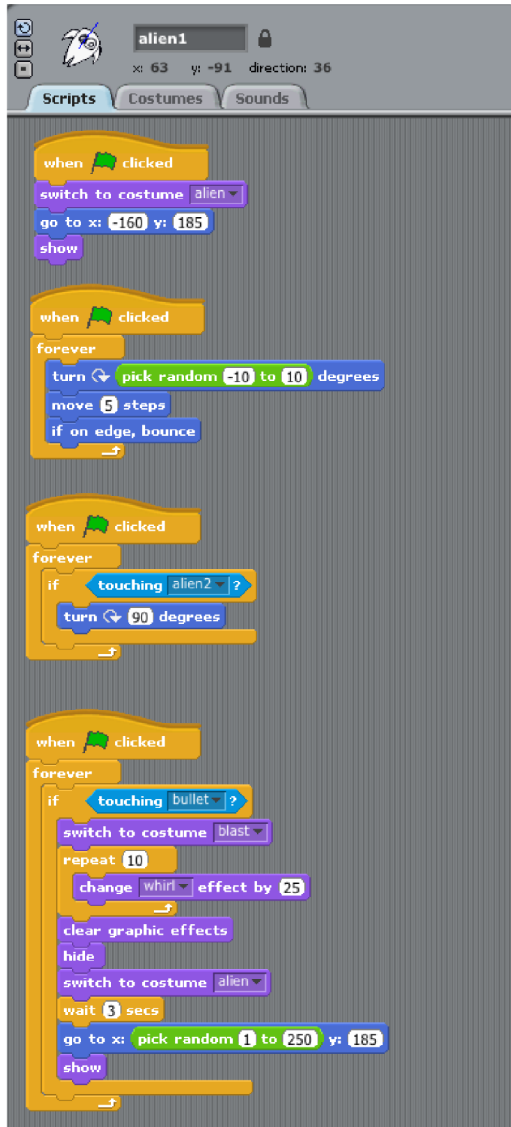 alien1
x: 63 y: -91 direction: 36
Scripts Costumes Sounds
when clicked
switch to costume alien
go to x: -160 y: 185
show
when clicked
forever
turn pick random -10 to 10 degrees
move 5 steps
if on edge, bounce
when clicked
forever
if touching alien2 ?
turn 90 degrees
when clicked
forever
if touching bullet ?
switch to costume blast
repeat 10
change whirl effect by 25
clear graphic effects
hide
switch to costume alien
wait 3 secs
go to x: pick random 1 to 250 y: 185
show